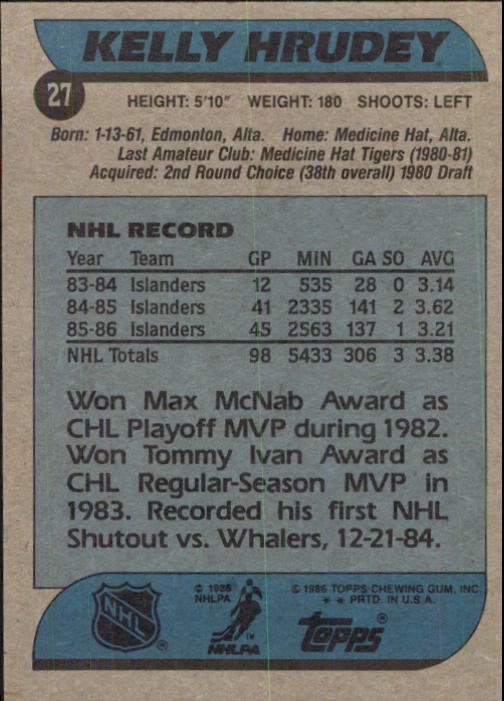 KELLY HRUDEY
27
HEIGHT: 5'10" WEIGHT: 180 SHOOTS: LEFT
Born: 1-13-61, Edmonton, Alta. Home: Medicine Hat, Alta.
Last Amateur Club: Medicine Hat Tigers (1980-81)
Acquired: 2nd Round Choice (38th overall) 1980 Draft
NHL RECORD
Year Team GP MIN GA SO AVG
83-84 Islanders 12 535 28 0 3.14
84-85 Islanders 41 2335 141 2 3.62
85-86 Islanders 45 2563 137 1 3.21
NHL Totals 98 5433 306 3 3.38
Won Max McNab Award as
CHL Playoff MVP during 1982.
Won Tommy Ivan Award as
CHL Regular-Season MVP in
1983. Recorded his first NHL
Shutout vs. Whalers, 12-21-84.
NHL ®
© 1986
NHLPA
TM
NHLPA
© 1986 TOPPS CHEWING GUM, INC.
* * PRTD. IN U.S.A.
topps ®